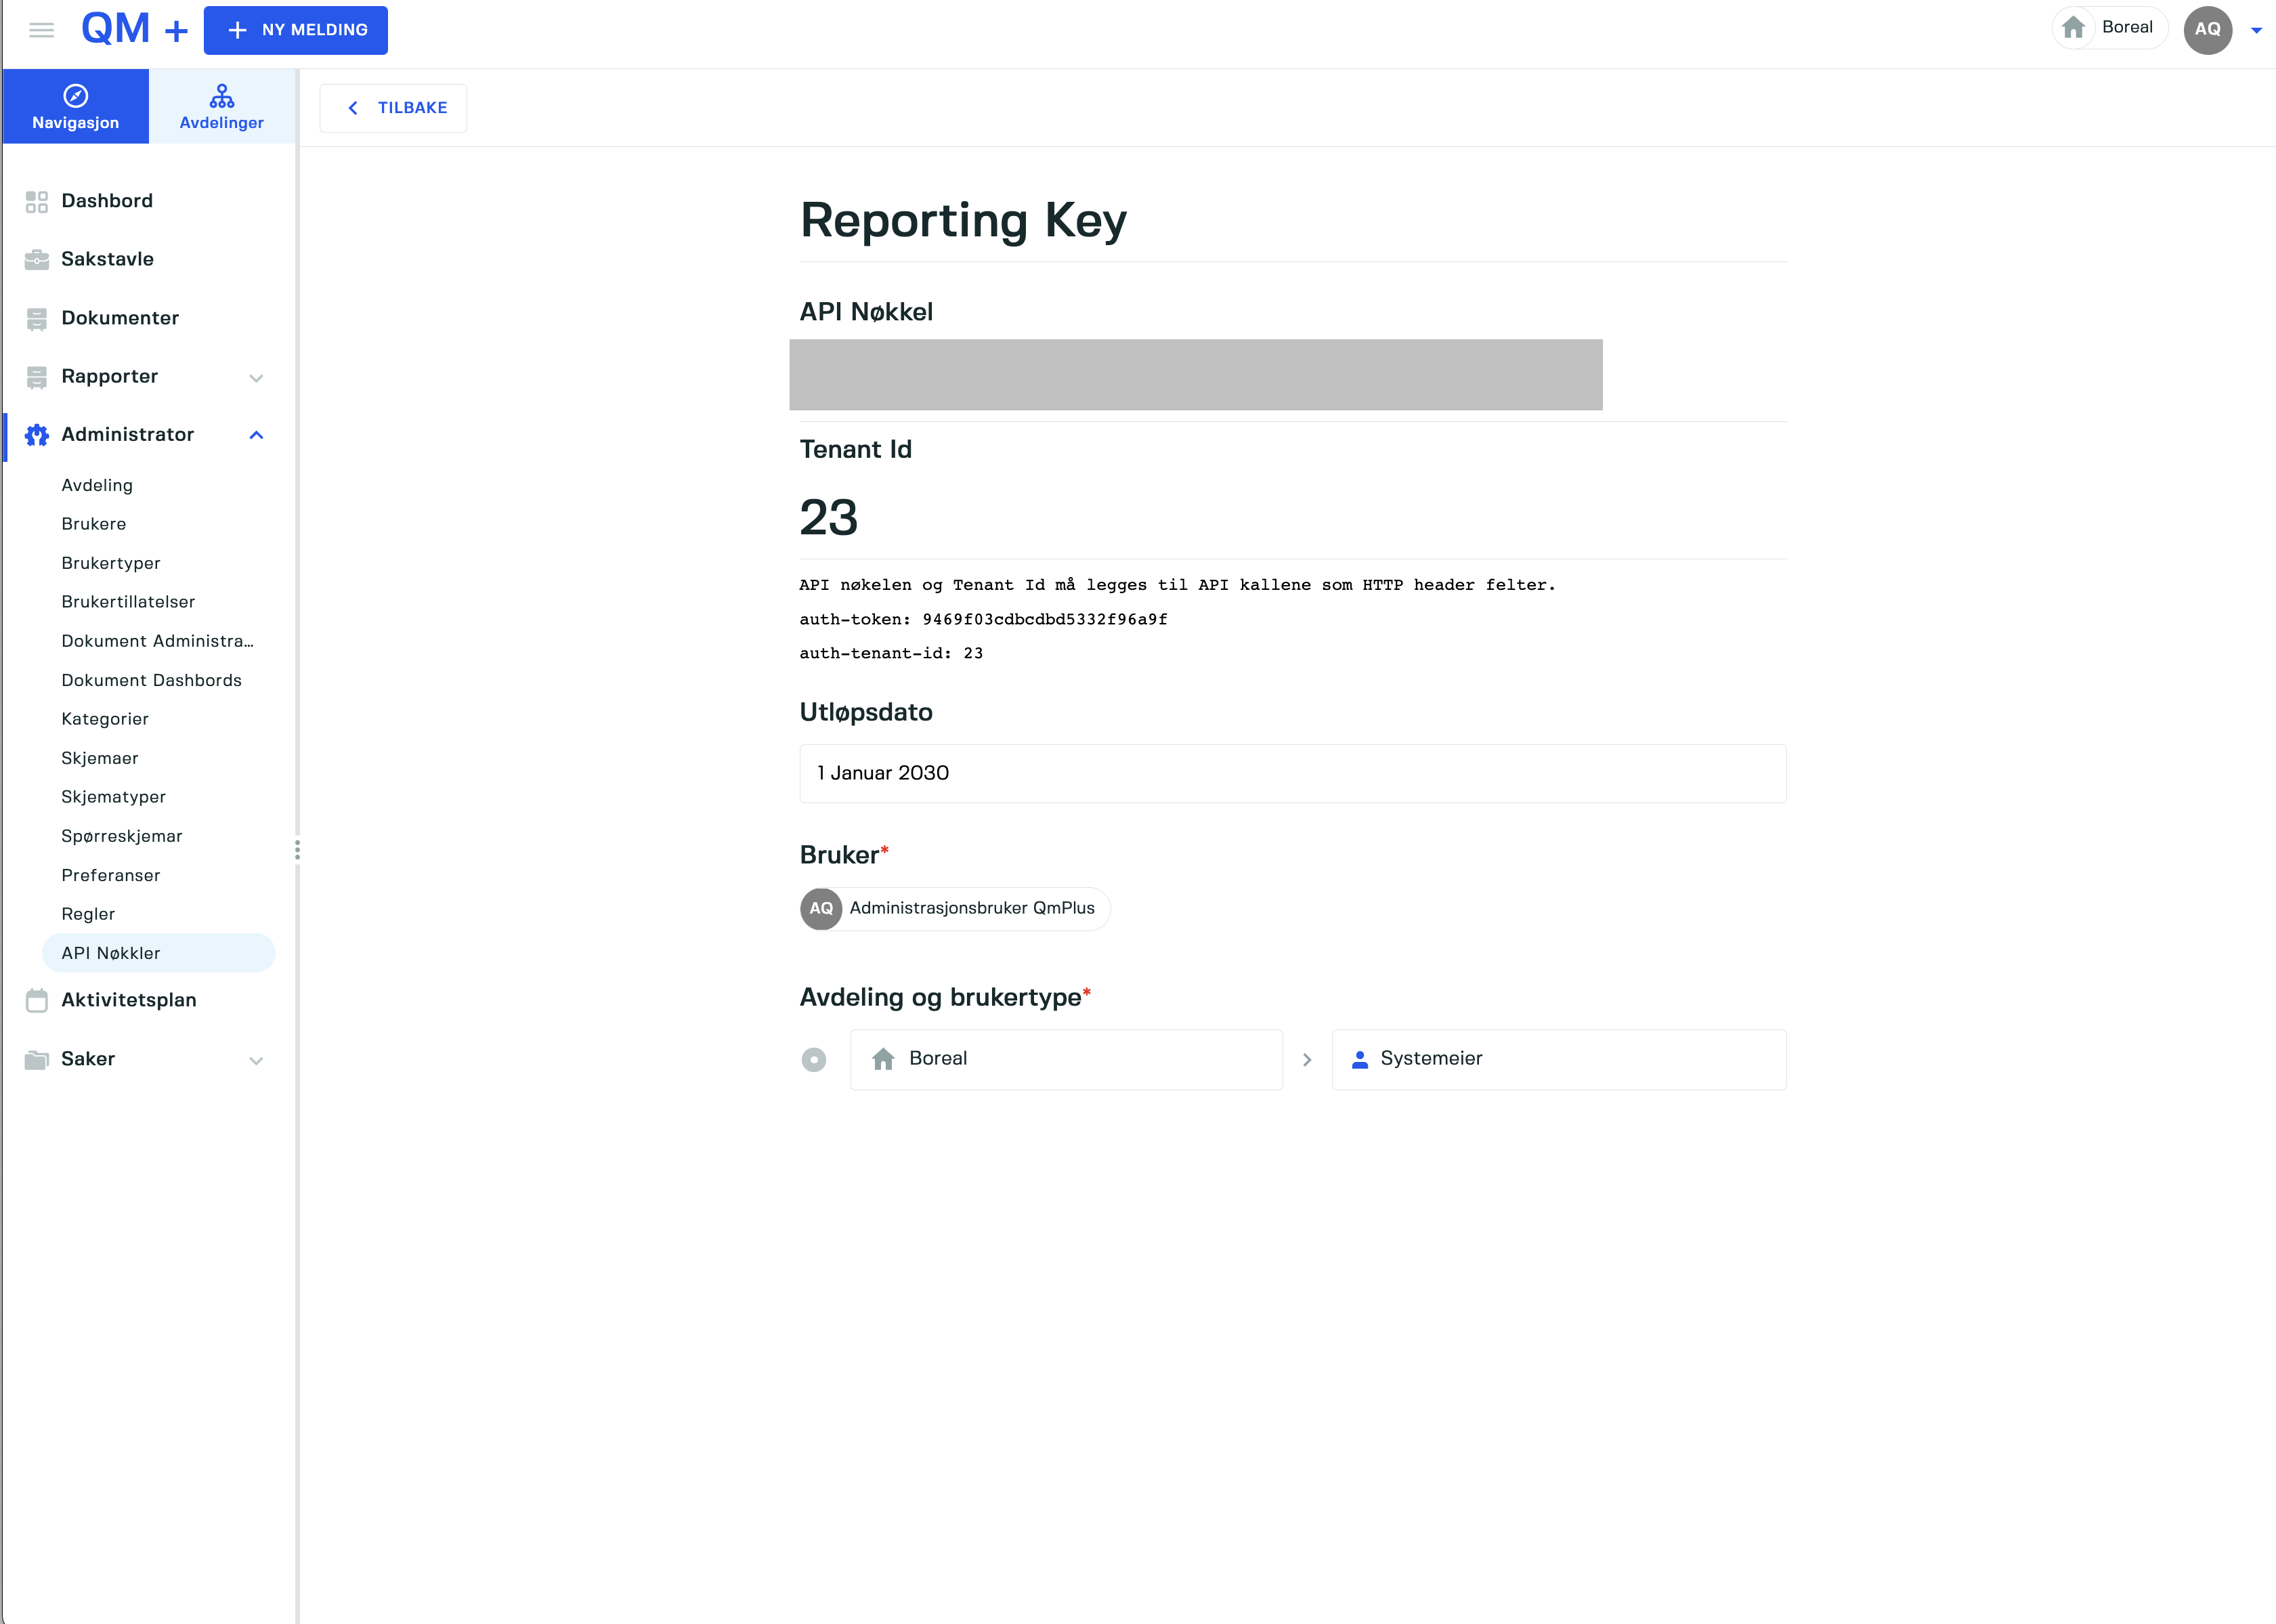 QM +
NY MELDING
Boreal
AQ
Navigasjon
Avdelinger
TILBAKE
Dashbord
Sakstavle
Dokumenter
Rapporter
Administrator
Avdeling
Brukere
Brukertyper
Brukertillatelser
Dokument Administra...
Dokument Dashbords
Kategorier
Skjemaer
Skjematyper
Spørreskjemar
Preferanser
Regler
API Nøkkler
Aktivitetsplan
Saker
Reporting Key
API Nøkkel
Tenant Id
23
API nøkelen og Tenant Id må legges til API kallene som HTTP header felter.
auth-token: 9469f03cdbcdbd5332f96a9f
auth-tenant-id: 23
Utløpsdato
1 Januar 2030
Bruker*
AQ Administrasjonsbruker QmPlus
Avdeling og brukertype*
Boreal
Systemeier